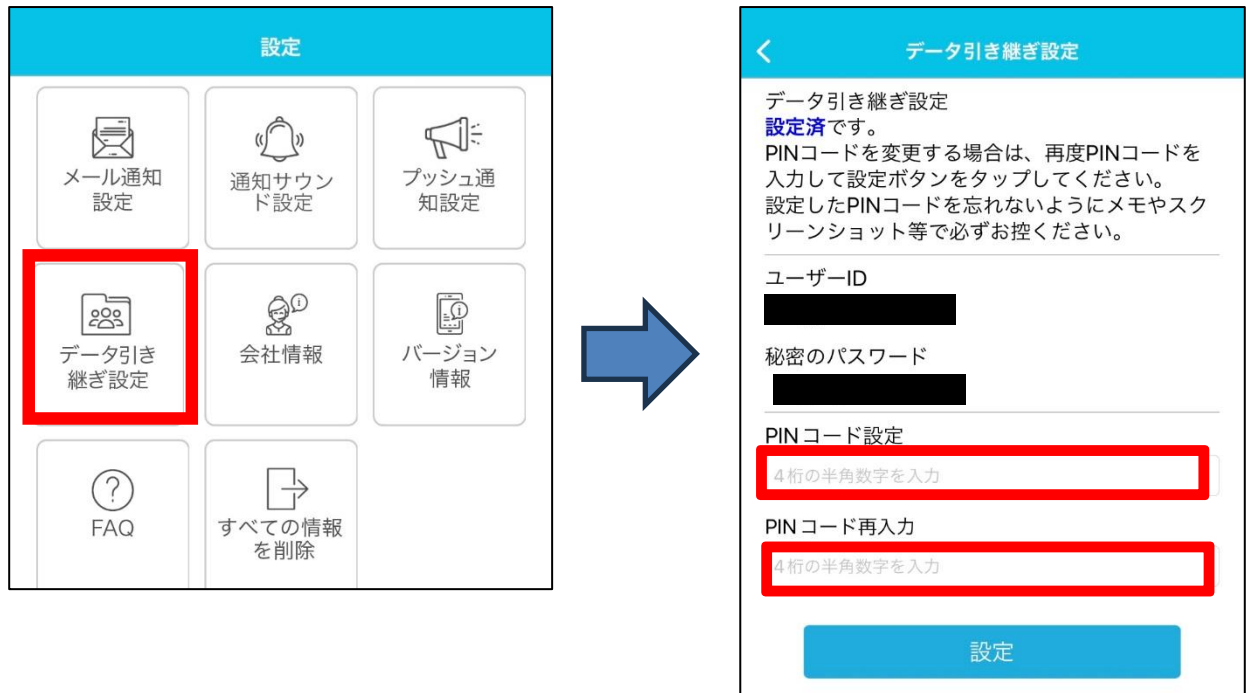 設定
メール通知
設定
通知サウン
ド設定
プッシュ通
知設定
データ引き
継ぎ設定
会社情報
バージョン
情報
FAQ
すべての情報
を削除
データ引き継ぎ設定
データ引き継ぎ設定
設定済です。
PINコードを変更する場合は、再度PINコードを
入力して設定ボタンをタップしてください。
設定したPINコードを忘れないようにメモやスク
リーンショット等で必ずお控ください。
ユーザーID
秘密のパスワード
PINコード設定
4桁の半角数字を入力
PINコード再入力
4桁の半角数字を入力
設定